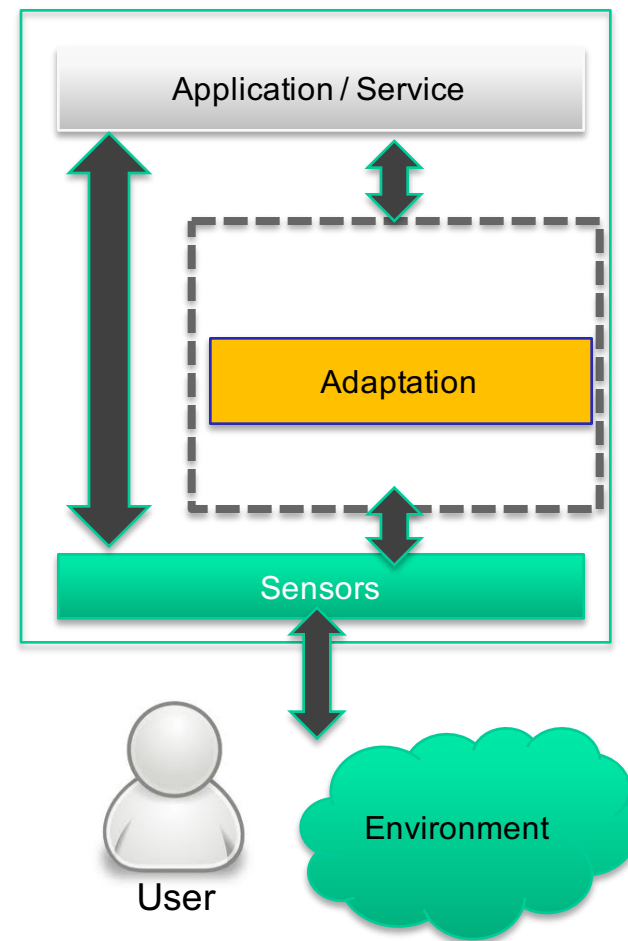 Application / Service
Adaptation
Sensors
Environment
User